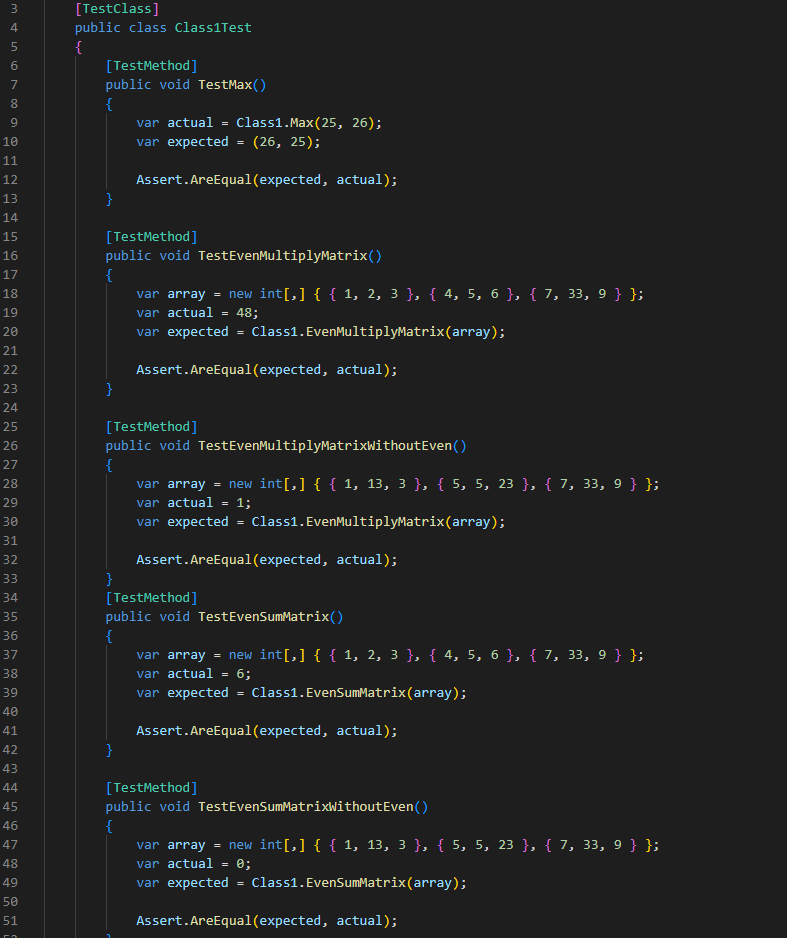 3 [TestClass]
4 public class Class1Test
5 {
6 [TestMethod]
7 public void TestMax()
8 {
9 var actual = Class1.Max(25, 26);
10 var expected = (26, 25);
11
12 Assert.AreEqual(expected, actual);
13 }
14
15 [TestMethod]
16 public void TestEvenMultiplyMatrix()
17 {
18 var array = new int[,] { { 1, 2, 3 }, { 4, 5, 6 }, { 7, 33, 9 } };
19 var actual = 48;
20 var expected = Class1.EvenMultiplyMatrix(array);
21
22 Assert.AreEqual(expected, actual);
23 }
24
25 [TestMethod]
26 public void TestEvenMultiplyMatrixWithoutEven()
27 {
28 var array = new int[,] { { 1, 13, 3 }, { 5, 5, 23 }, { 7, 33, 9 } };
29 var actual = 1;
30 var expected = Class1.EvenMultiplyMatrix(array);
31
32 Assert.AreEqual(expected, actual);
33 }
34 [TestMethod]
35 public void TestEvenSumMatrix()
36 {
37 var array = new int[,] { { 1, 2, 3 }, { 4, 5, 6 }, { 7, 33, 9 } };
38 var actual = 6;
39 var expected = Class1.EvenSumMatrix(array);
40
41 Assert.AreEqual(expected, actual);
42 }
43
44 [TestMethod]
45 public void TestEvenSumMatrixWithoutEven()
46 {
47 var array = new int[,] { { 1, 13, 3 }, { 5, 5, 23 }, { 7, 33, 9 } };
48 var actual = 0;
49 var expected = Class1.EvenSumMatrix(array);
50
51 Assert.AreEqual(expected, actual);